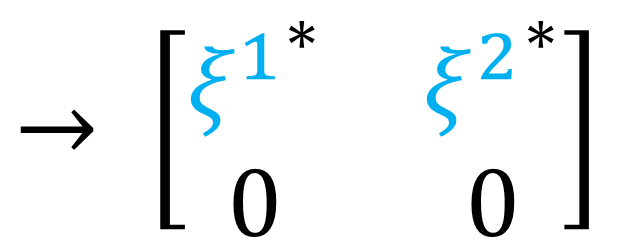 → [ ξ¹* ξ²* ]
[ 0 0 ]